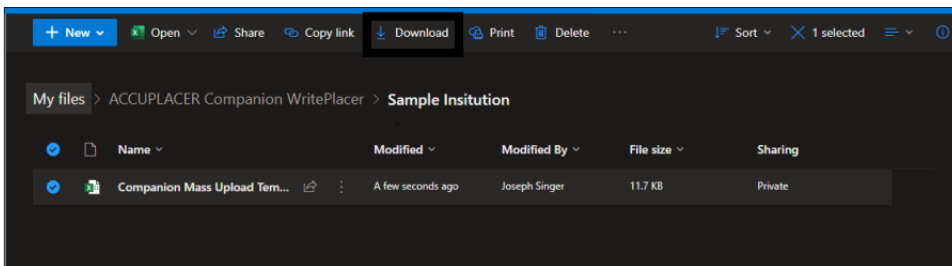 + New Open Share Copy link Download Print Delete ... Sort 1 selected
My files > ACCUPLACER Companion WritePlacer > Sample Insitution
Name Modified Modified By File size Sharing
Companion Mass Upload Tem... A few seconds ago Joseph Singer 11.7 KB Private